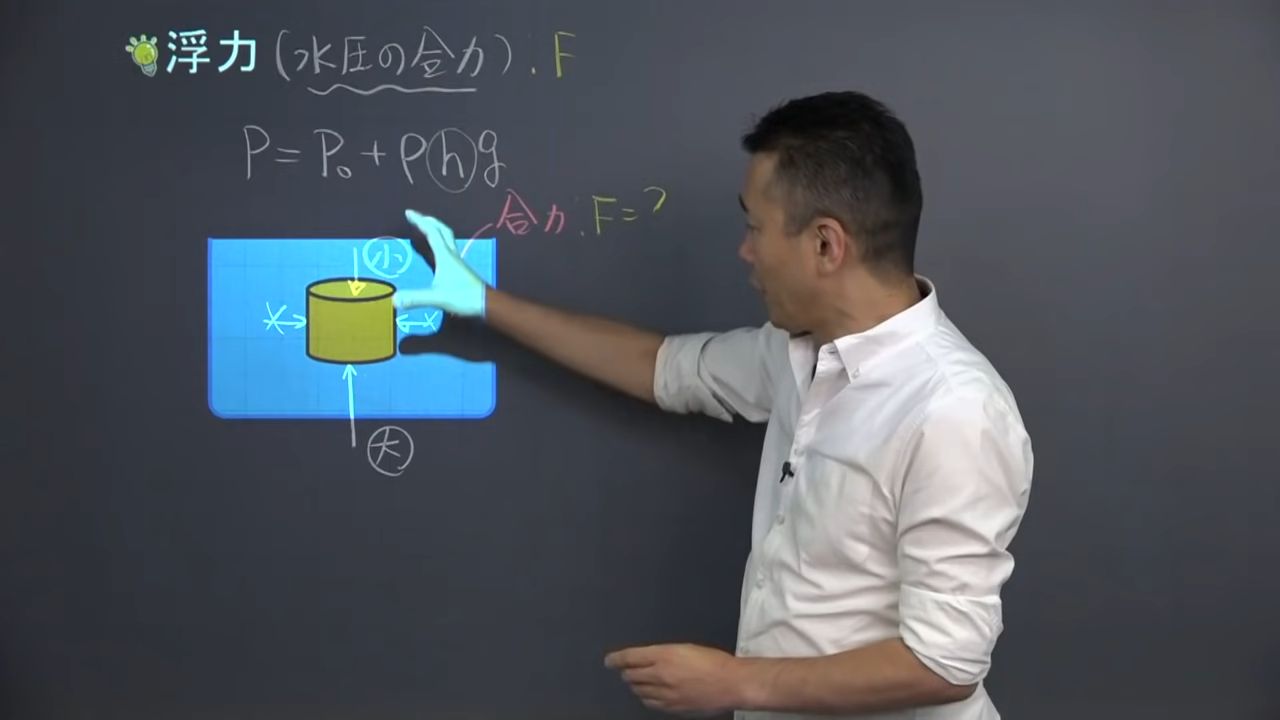 浮力(水圧の合力):F
P=P₀+ρhg
合力:F=?
小
大